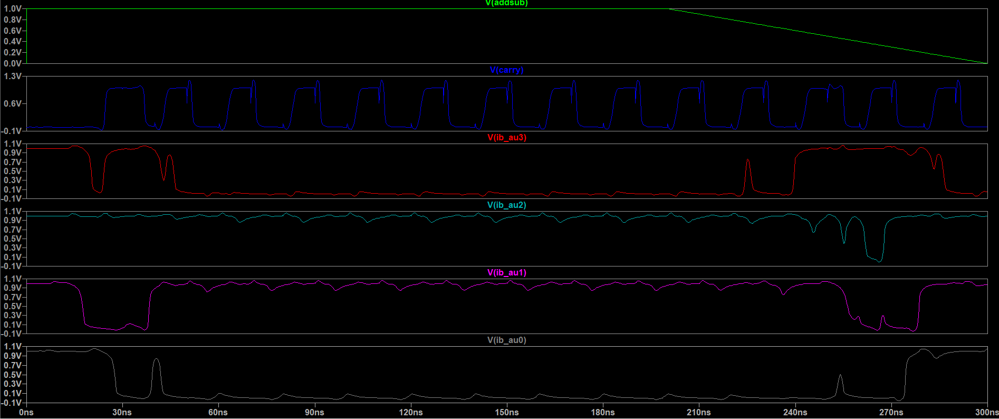 V(addsub)
1.0V
0.8V
0.6V
0.4V
0.2V
0.0V
V(carry)
1.3V
0.6V
-0.1V
V(ib_au3)
1.1V
0.9V
0.7V
0.5V
0.3V
0.1V
-0.1V
V(ib_au2)
1.1V
0.9V
0.7V
0.5V
0.3V
0.1V
-0.1V
V(ib_au1)
1.1V
0.9V
0.7V
0.5V
0.3V
0.1V
-0.1V
V(ib_au0)
1.1V
0.9V
0.7V
0.5V
0.3V
0.1V
-0.1V
0ns 30ns 60ns 90ns 120ns 150ns 180ns 210ns 240ns 270ns 300ns